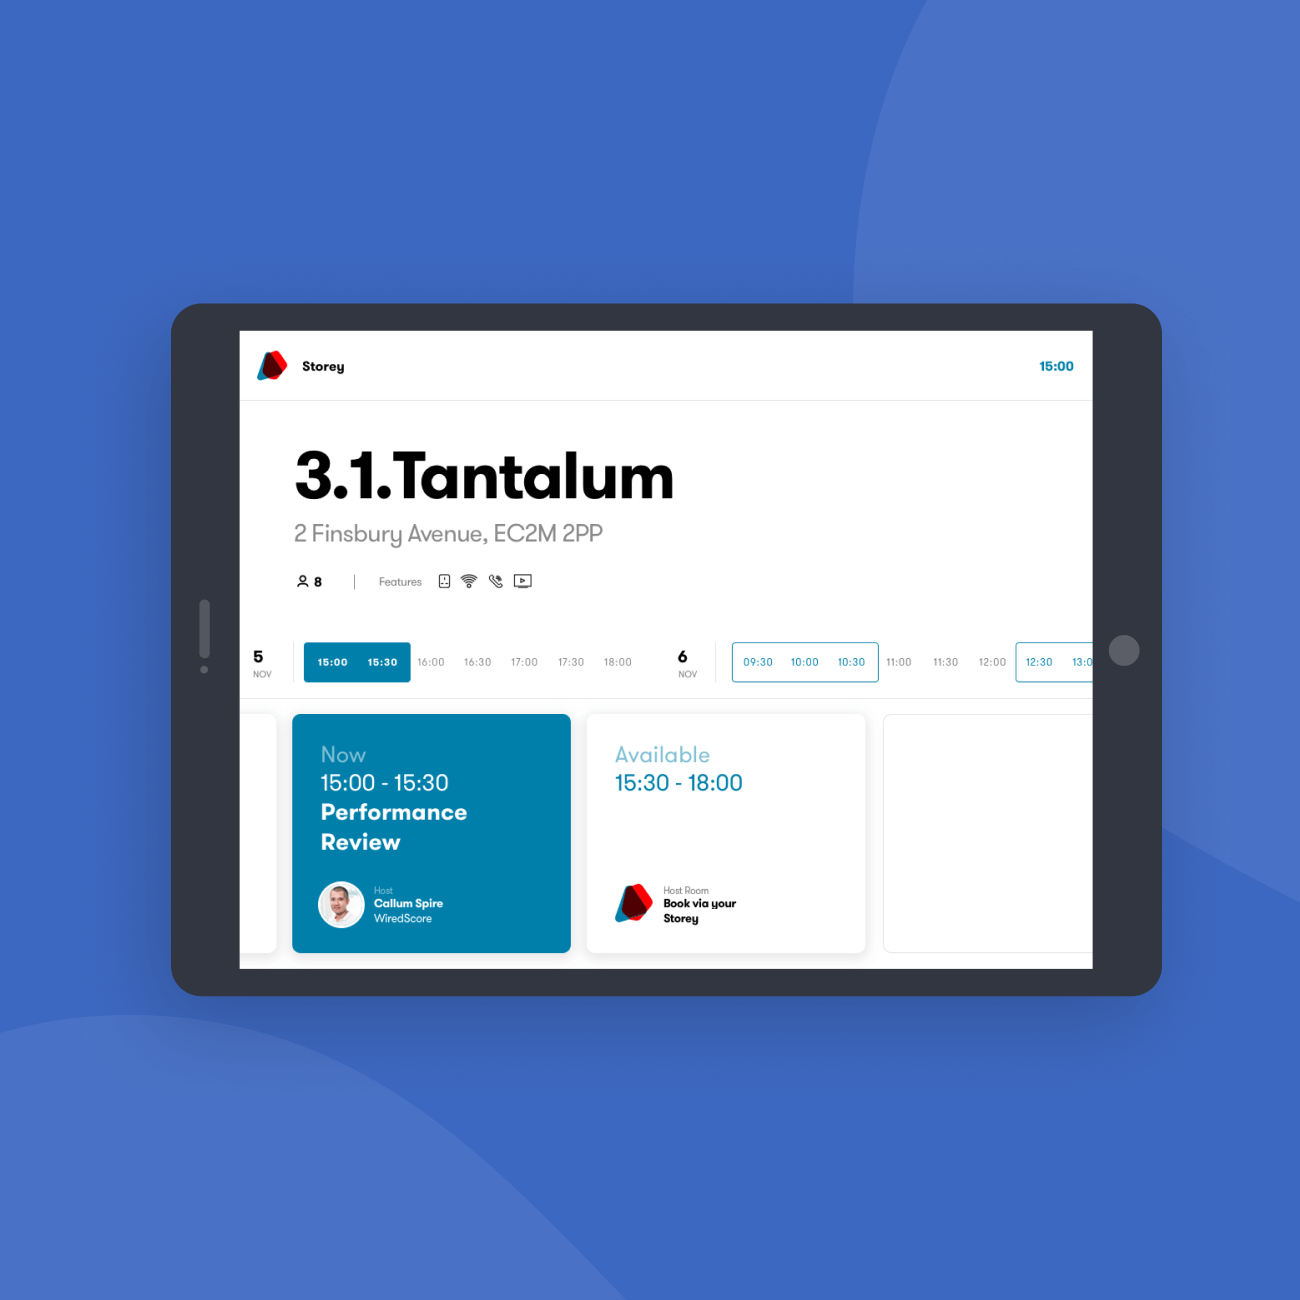 Storey
15:00
3.1.Tantalum
2 Finsbury Avenue, EC2M 2PP
8 Features
5 NOV 15:00 15:30 16:00 16:30 17:00 17:30 18:00 6 NOV 09:30 10:00 10:30 11:00 11:30 12:00 12:30 13:0
Now
15:00 - 15:30
Performance
Review
Host
Callum Spire
WiredScore
Available
15:30 - 18:00
Host Room
Book via your
Storey